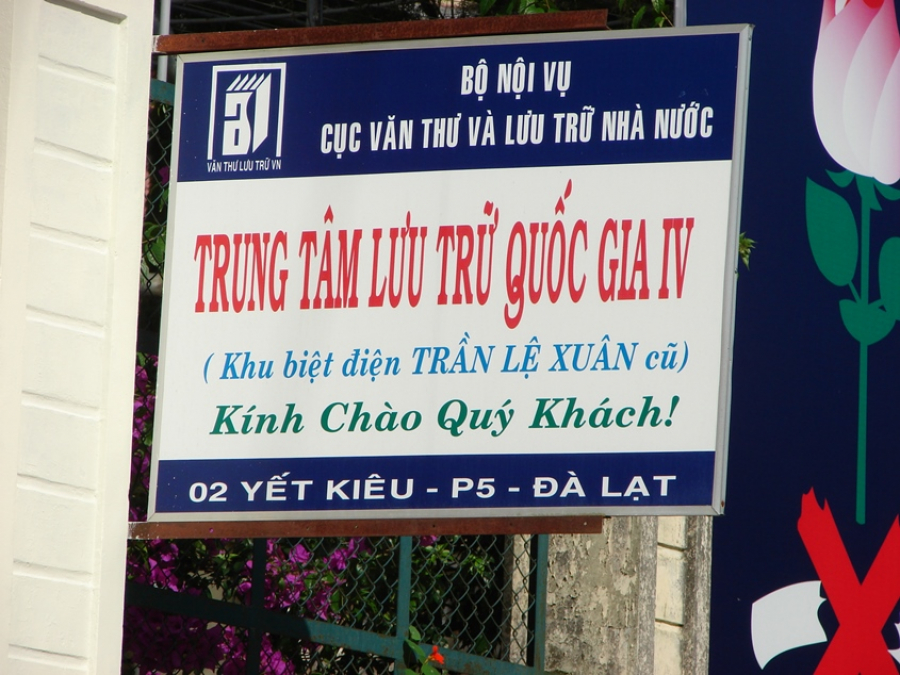 BỘ NỘI VỤ
CỤC VĂN THƯ VÀ LƯU TRỮ NHÀ NƯỚC
VĂN THƯ LƯU TRỮ VN
TRUNG TÂM LƯU TRỮ QUỐC GIA IV
( Khu biệt điện TRẦN LỆ XUÂN cũ)
Kính Chào Quý Khách!
02 YẾT KIÊU - P5 - ĐÀ LẠT